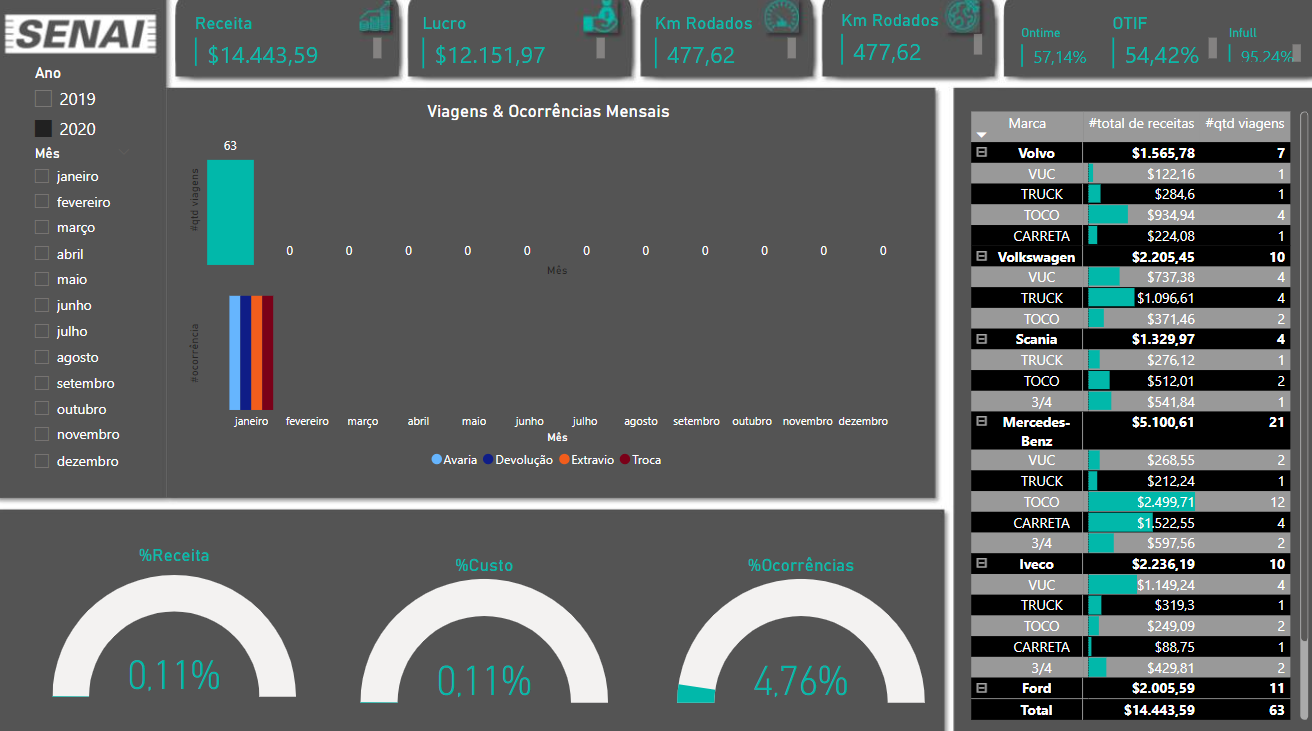 SENAI
Ano
2019
2020
Mês
janeiro
fevereiro
março
abril
maio
junho
julho
agosto
setembro
outubro
novembro
dezembro
Receita
$14.443,59
Lucro
$12.151,97
Km Rodados
477,62
Km Rodados
477,62
Ontime
57,14%
OTIF
54,42%
Infull
95,24%
Viagens & Ocorrências Mensais
#qtd viagens
63
0 0 0 0 0 0 0 0 0 0 0
Mês
#ocorrência
janeiro fevereiro março abril maio junho julho agosto setembro outubro novembro dezembro
Mês
Avaria Devolução Extravio Troca
%Receita
0,11%
%Custo
0,11%
%Ocorrências
4,76%
Marca #total de receitas #qtd viagens
Volvo $1.565,78 7
VUC $122,16 1
TRUCK $284,6 1
TOCO $934,94 4
CARRETA $224,08 1
Volkswagen $2.205,45 10
VUC $737,38 4
TRUCK $1.096,61 4
TOCO $371,46 2
Scania $1.329,97 4
TRUCK $276,12 1
TOCO $512,01 2
3/4 $541,84 1
Mercedes- $5.100,61 21
Benz
VUC $268,55 2
TRUCK $212,24 1
TOCO $2.499,71 12
CARRETA $1.522,55 4
3/4 $597,56 2
Iveco $2.236,19 10
VUC $1.149,24 4
TRUCK $319,3 1
TOCO $249,09 2
CARRETA $88,75 1
3/4 $429,81 2
Ford $2.005,59 11
Total $14.443,59 63